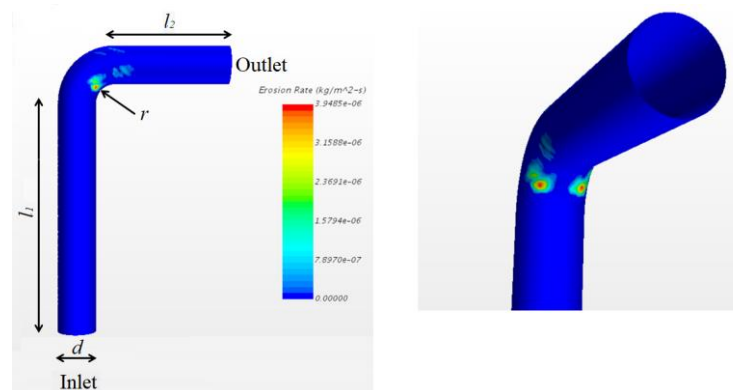 l₂
Outlet
Erosion Rate (kg/m^2-s)
3.9485e-06
r
3.1588e-06
2.3691e-06
l₁
1.5794e-06
7.8970e-07
0.00000
d
Inlet